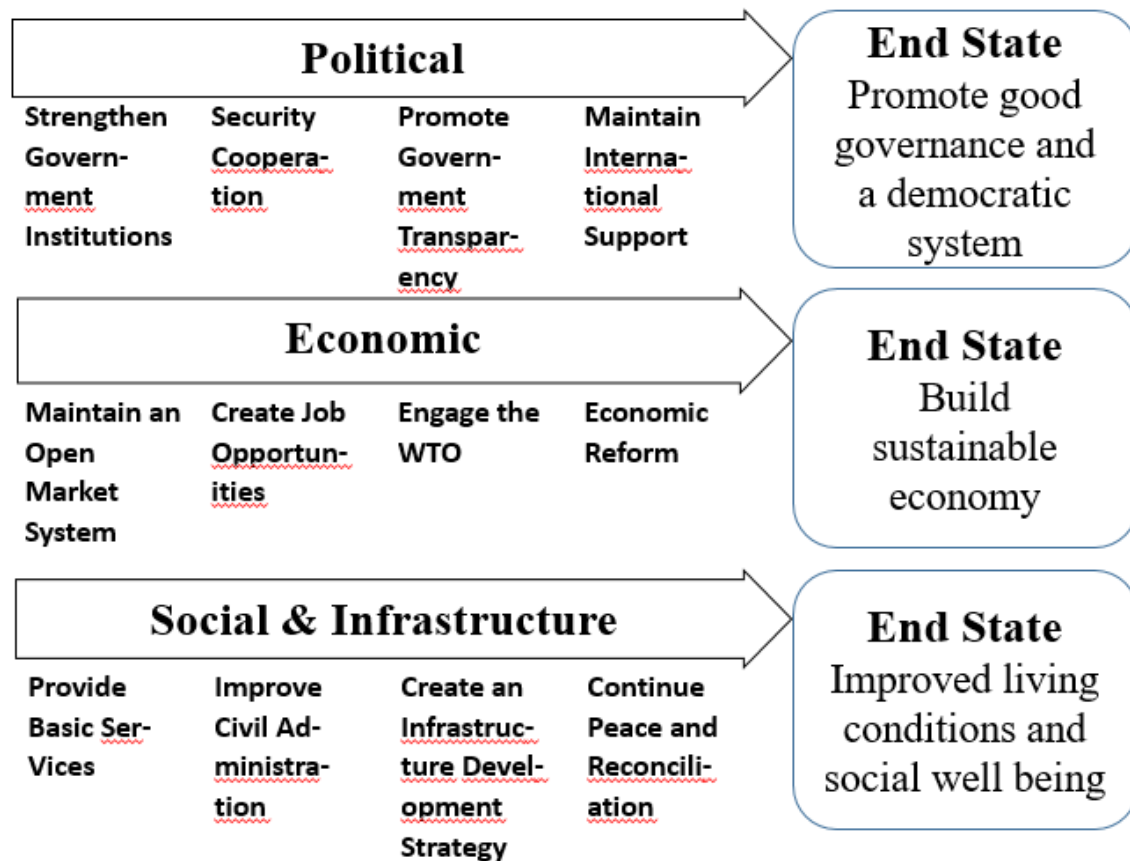 Political
Strengthen
Govern-
ment
Institutions
Security
Coopera-
tion
Promote
Govern-
ment
Transpar-
ency
Maintain
Interna-
tional
Support
End State
Promote good
governance and
a democratic
system
Economic
Maintain an
Open
Market
System
Create Job
Opportun-
ities
Engage the
WTO
Economic
Reform
End State
Build
sustainable
economy
Social & Infrastructure
Provide
Basic Ser-
Vices
Improve
Civil Ad-
ministra-
tion
Create an
Infrastruc-
ture Devel-
opment
Strategy
Continue
Peace and
Reconcili-
ation
End State
Improved living
conditions and
social well being